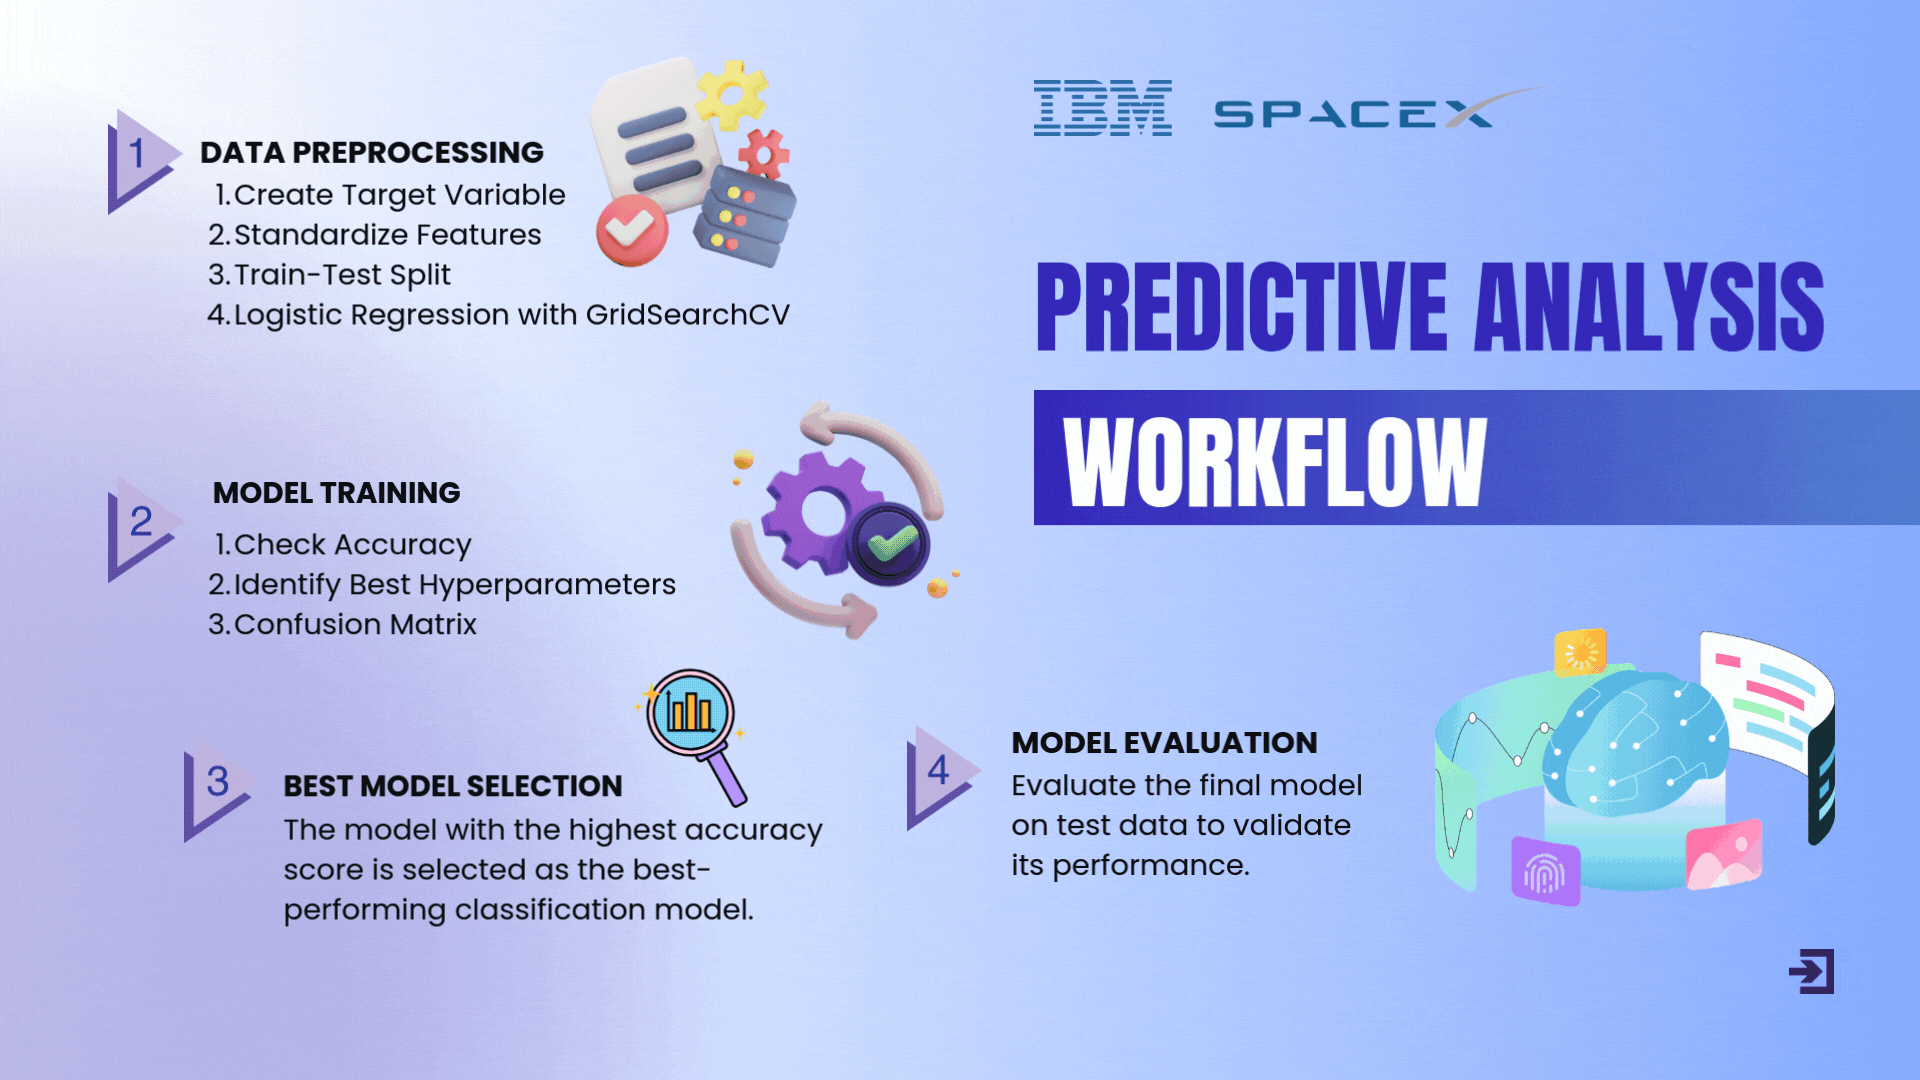 IBM SPACEX
PREDICTIVE ANALYSIS
WORKFLOW
1
DATA PREPROCESSING
1. Create Target Variable
2. Standardize Features
3. Train-Test Split
4. Logistic Regression with GridSearchCV
2
MODEL TRAINING
1. Check Accuracy
2. Identify Best Hyperparameters
3. Confusion Matrix
3
BEST MODEL SELECTION
The model with the highest accuracy
score is selected as the best-
performing classification model.
4
MODEL EVALUATION
Evaluate the final model
on test data to validate
its performance.